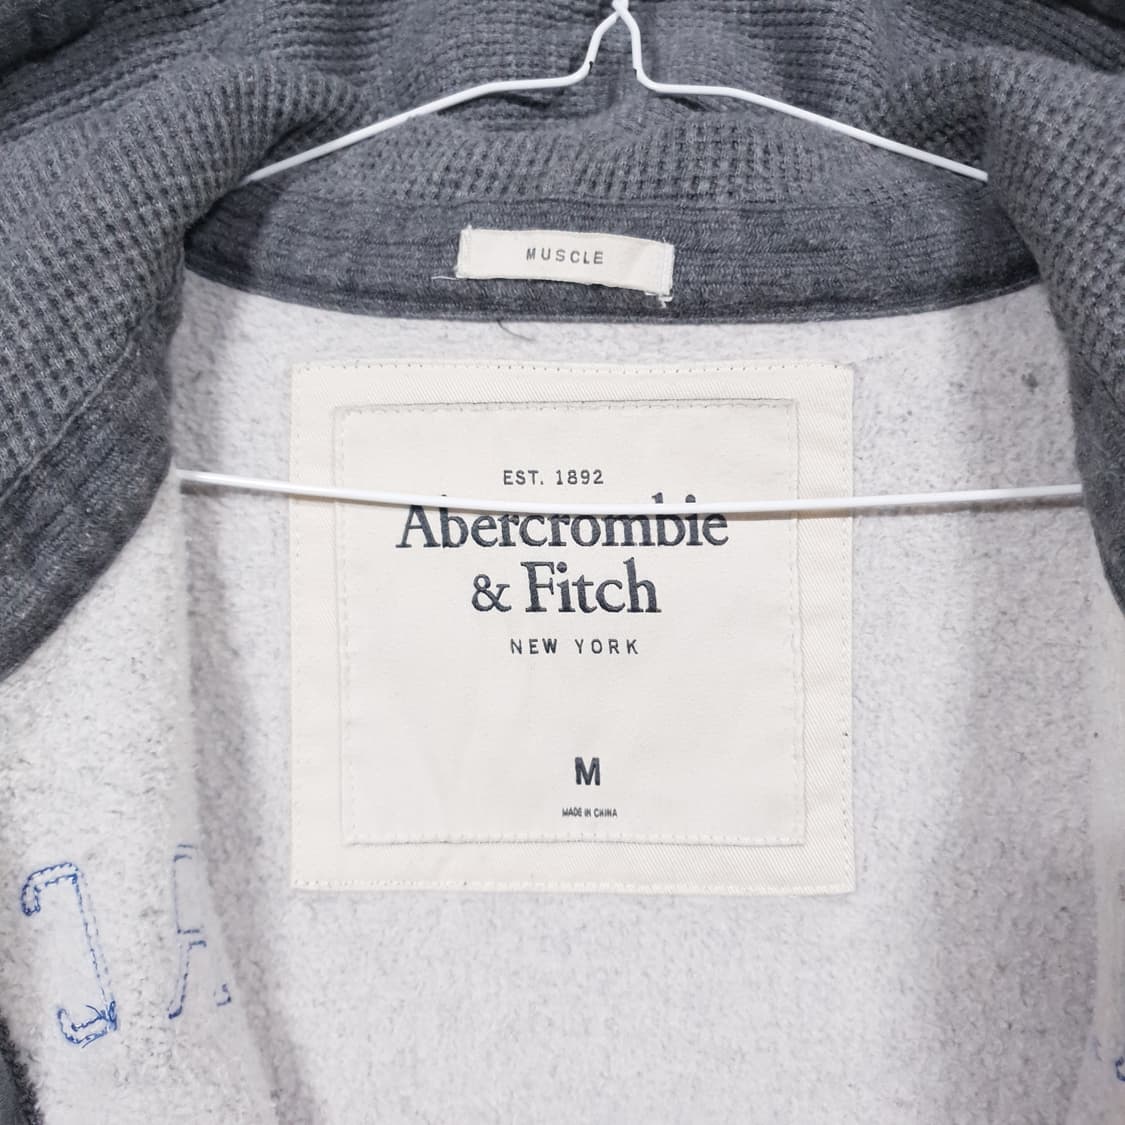 MUSCLE
EST. 1892
Abercrombie
& Fitch
NEW YORK
M
MADE IN CHINA